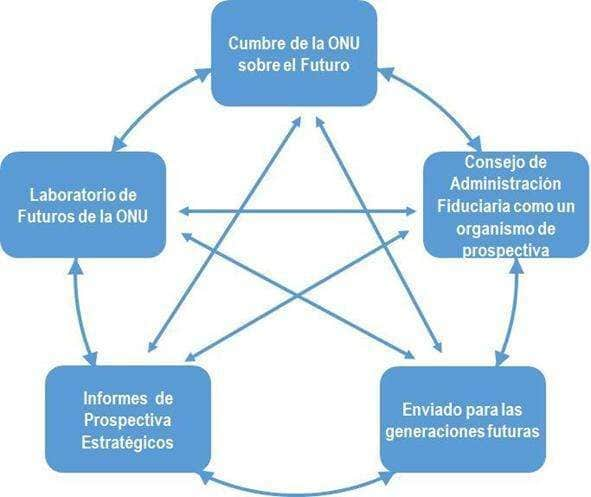 Cumbre de la ONU
sobre el Futuro
Laboratorio de
Futuros de la ONU
Consejo de
Administración
Fiduciaria como un
organismo de
prospectiva
Informes de
Prospectiva
Estratégicos
Enviado para las
generaciones futuras